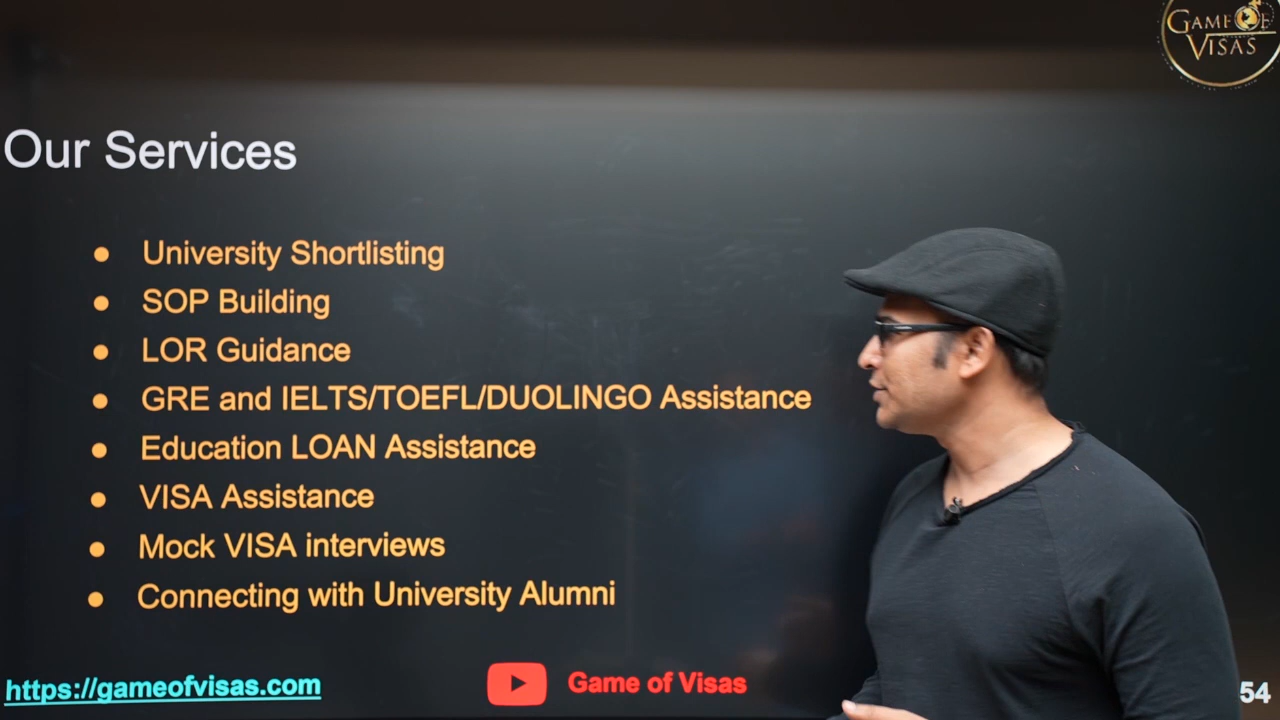 GAME OF
VISAS
Our Services
● University Shortlisting
● SOP Building
● LOR Guidance
● GRE and IELTS/TOEFL/DUOLINGO Assistance
● Education LOAN Assistance
● VISA Assistance
● Mock VISA interviews
● Connecting with University Alumni
https://gameofvisas.com
Game of Visas
54